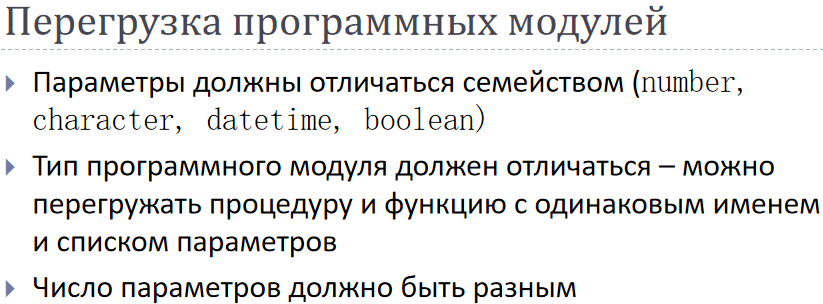 Перегрузка программных модулей
Параметры должны отличаться семейством (number,
character, datetime, boolean)
Тип программного модуля должен отличаться – можно
перегружать процедуру и функцию с одинаковым именем
и списком параметров
Число параметров должно быть разным